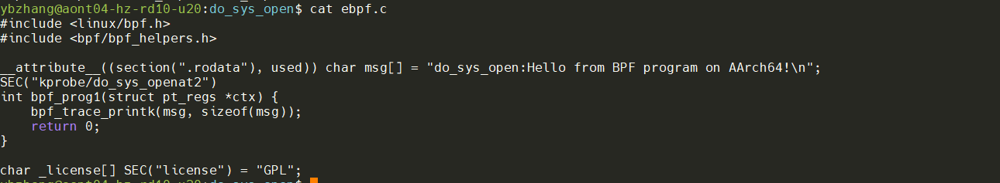 ybzhang@aont04-hz-rd10-u20:do_sys_open$ cat ebpf.c
#include <linux/bpf.h>
#include <bpf/bpf_helpers.h>
__attribute__((section(".rodata"), used)) char msg[] = "do_sys_open:Hello from BPF program on AArch64!\n";
SEC("kprobe/do_sys_openat2")
int bpf_prog1(struct pt_regs *ctx) {
    bpf_trace_printk(msg, sizeof(msg));
    return 0;
}
char _license[] SEC("license") = "GPL";
ybzhang@aont04-hz-rd10-u20:do_sys_open$